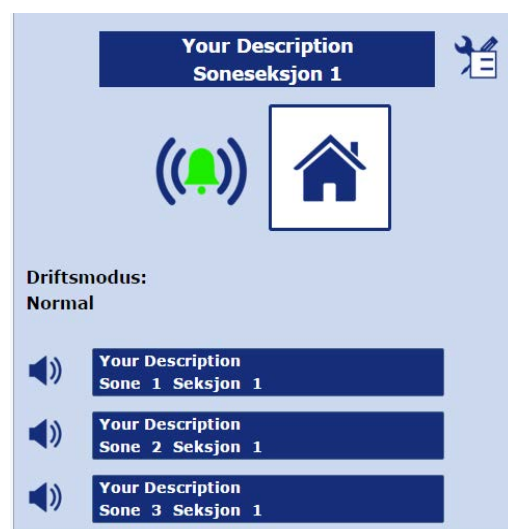 Your Description
Soneseksjon 1
Driftsmodus:
Normal
Your Description
Sone 1 Seksjon 1
Your Description
Sone 2 Seksjon 1
Your Description
Sone 3 Seksjon 1